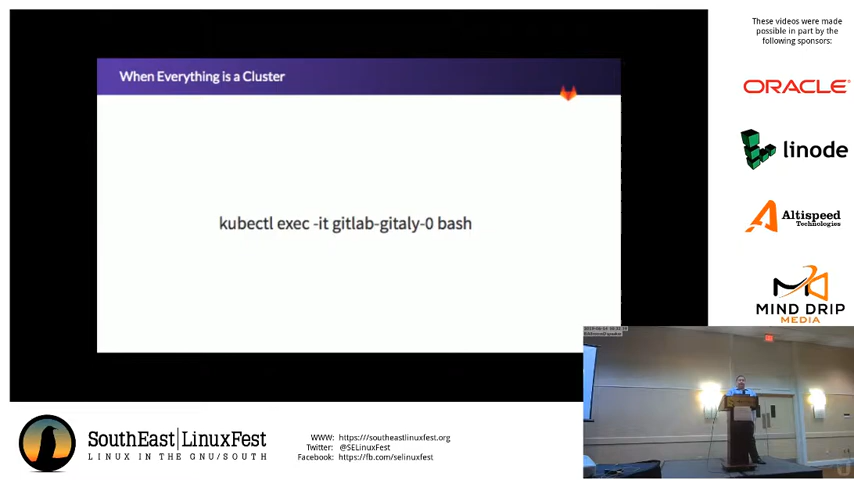 These videos were made
possible in part by the
following sponsors:
When Everything is a Cluster
ORACLE
linode
kubectl exec -it gitlab-gitaly-0 bash
Altispeed
Technologies
MIND DRIP
MEDIA
SouthEast|LinuxFest
LINUX IN THE GNU/SOUTH
WWW: https:///southeastlinuxfest.org
Twitter: @SELinuxFest
Facebook: https://fb.com/selinuxfest